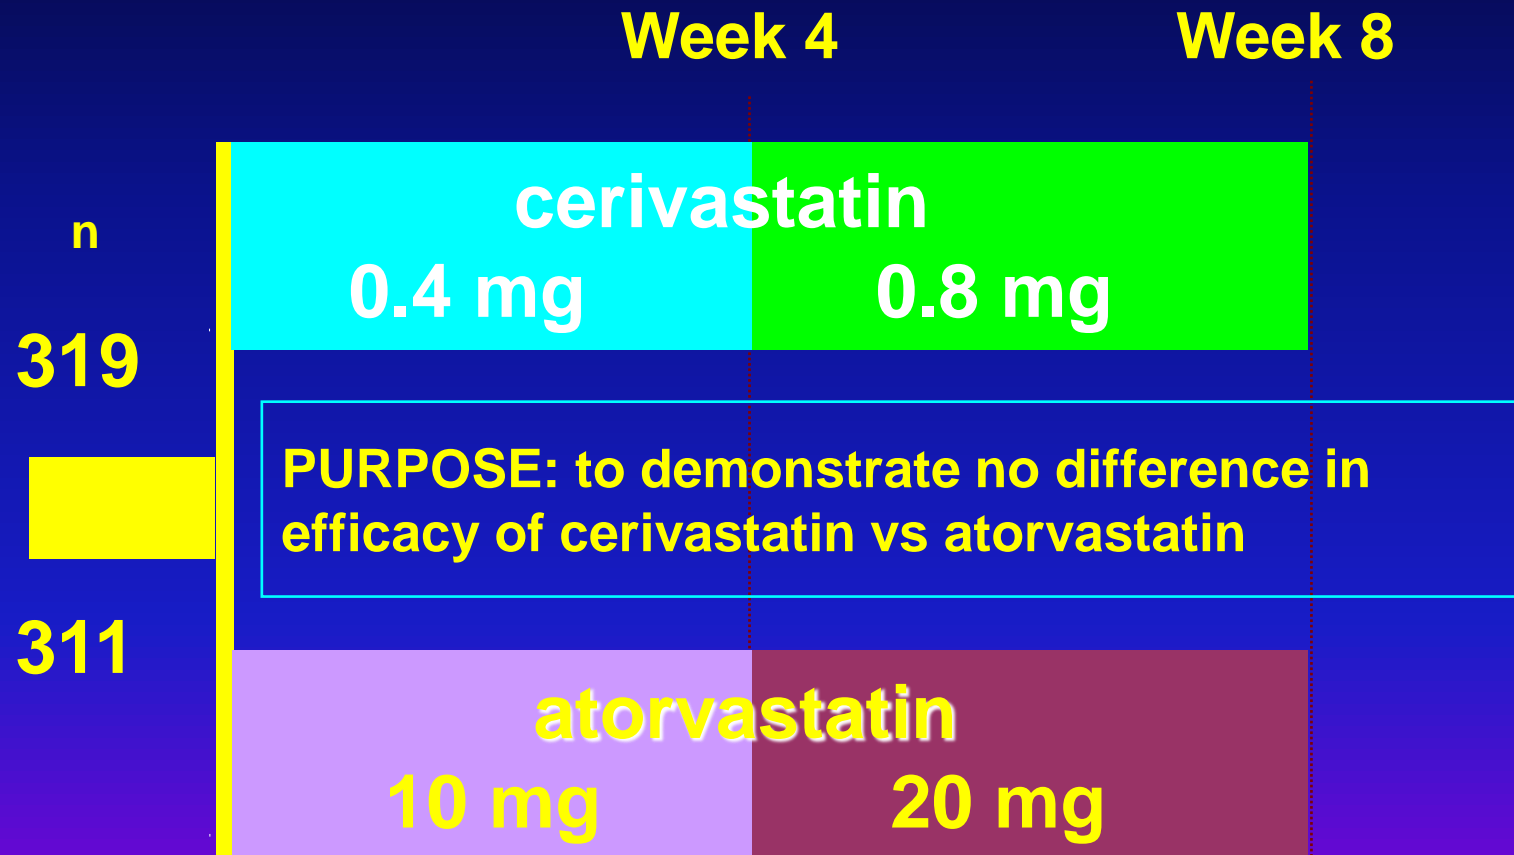 Week 4 Week 8
cerivastatin
n
0.4 mg 0.8 mg
319
PURPOSE: to demonstrate no difference in
efficacy of cerivastatin vs atorvastatin
311
atorvastatin
10 mg 20 mg